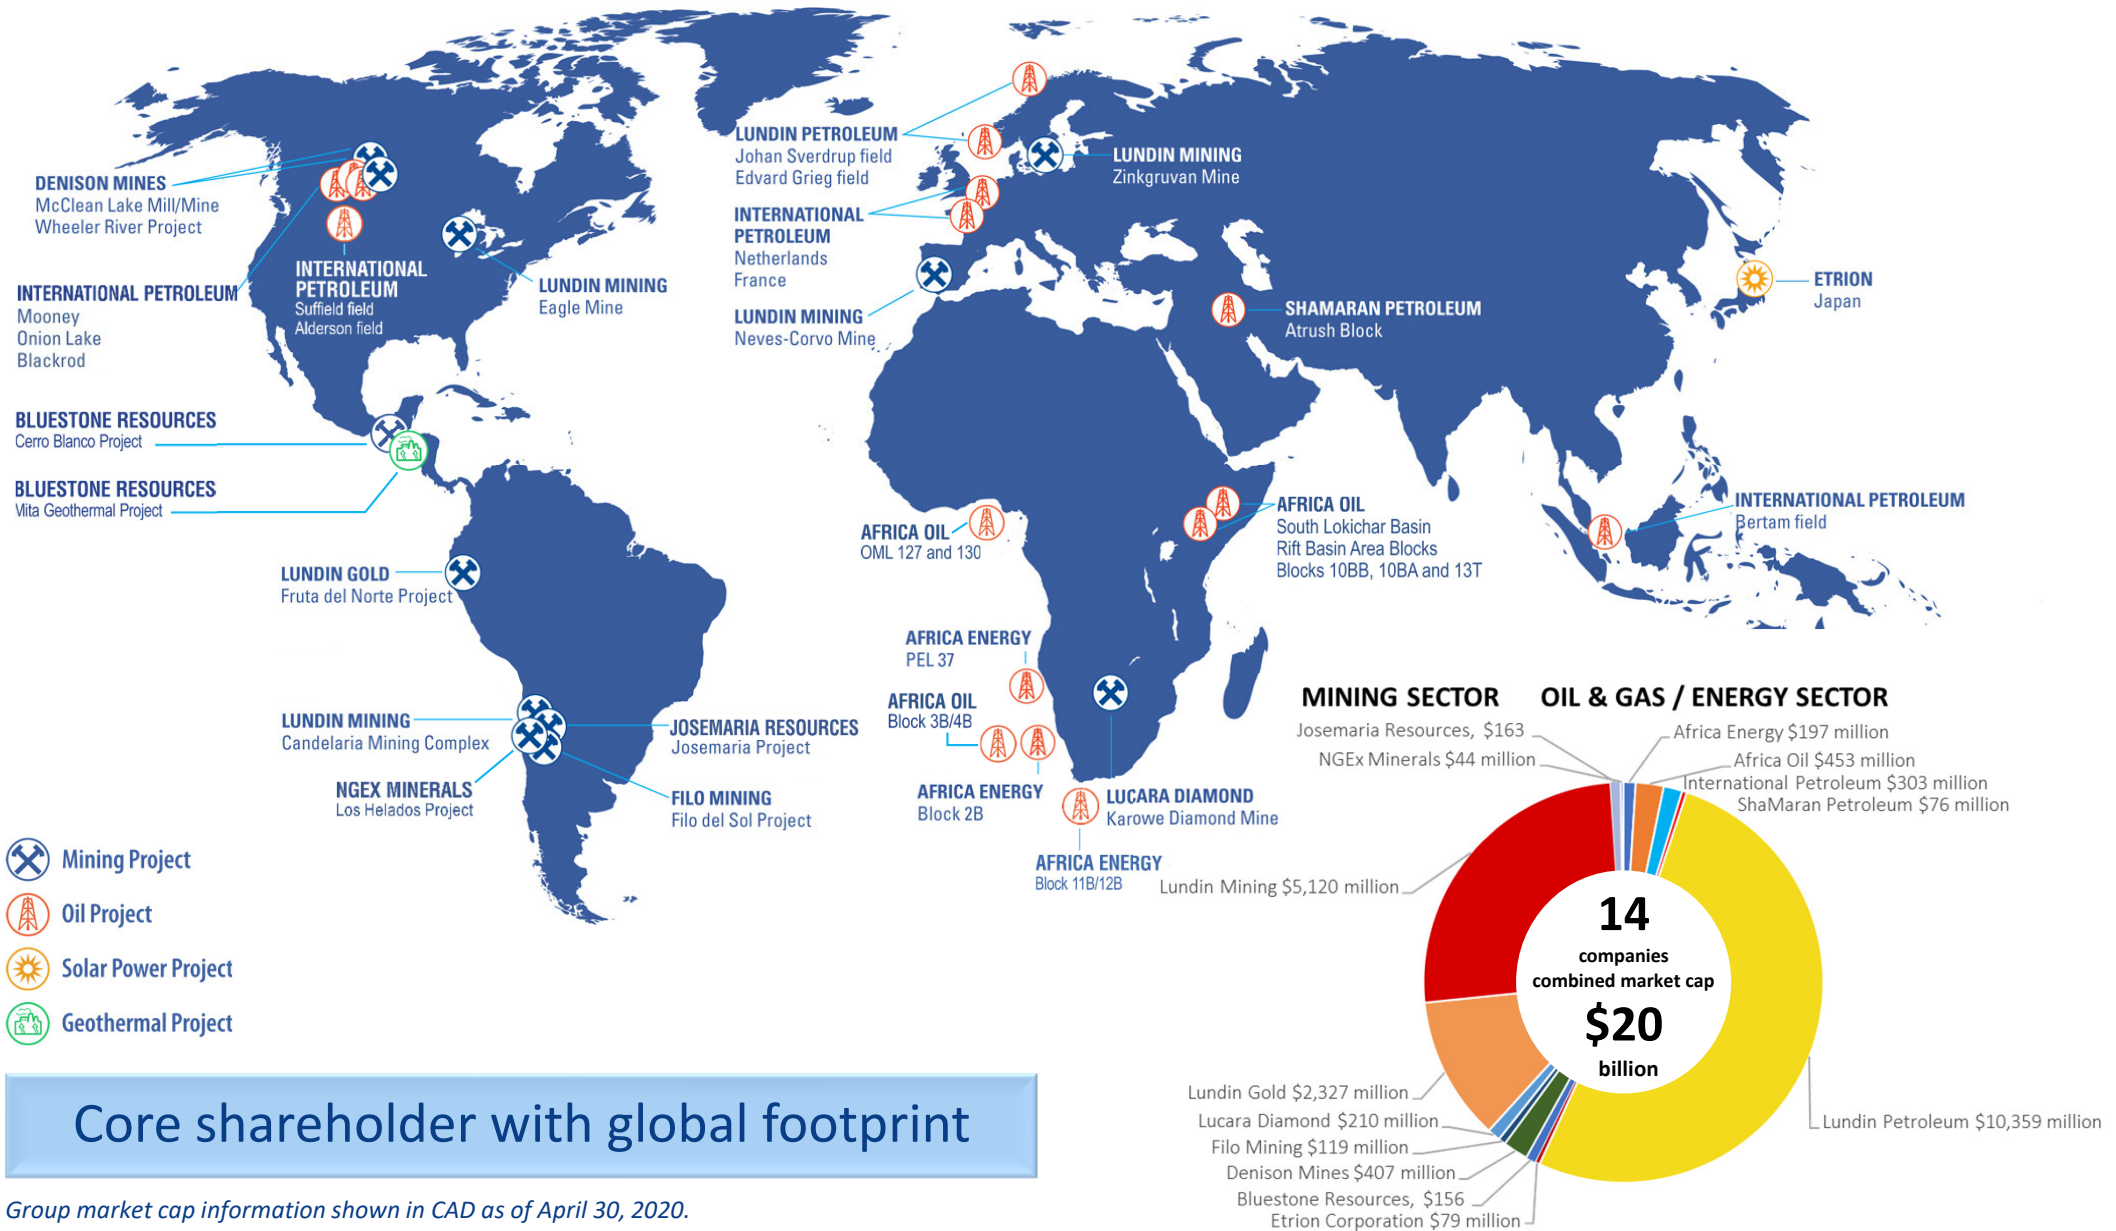 DENISON MINES
McClean Lake Mill/Mine
Wheeler River Project
INTERNATIONAL PETROLEUM
Mooney
Onion Lake
Blackrod
INTERNATIONAL
PETROLEUM
Suffield field
Alderson field
LUNDIN MINING
Eagle Mine
BLUESTONE RESOURCES
Cerro Blanco Project
BLUESTONE RESOURCES
Mita Geothermal Project
LUNDIN GOLD
Fruta del Norte Project
LUNDIN MINING
Candelaria Mining Complex
NGEX MINERALS
Los Helados Project
JOSEMARIA RESOURCES
Josemaria Project
FILO MINING
Filo del Sol Project
LUNDIN PETROLEUM
Johan Sverdrup field
Edvard Grieg field
INTERNATIONAL
PETROLEUM
Netherlands
France
LUNDIN MINING
Neves-Corvo Mine
LUNDIN MINING
Zinkgruvan Mine
SHAMARAN PETROLEUM
Atrush Block
ETRION
Japan
AFRICA OIL
OML 127 and 130
AFRICA OIL
South Lokichar Basin
Rift Basin Area Blocks
Blocks 10BB, 10BA and 13T
INTERNATIONAL PETROLEUM
Bertam field
AFRICA ENERGY
PEL 37
AFRICA OIL
Block 3B/4B
AFRICA ENERGY
Block 2B
LUCARA DIAMOND
Karowe Diamond Mine
AFRICA ENERGY
Block 11B/12B
Mining Project
Oil Project
Solar Power Project
Geothermal Project
MINING SECTOR
OIL & GAS / ENERGY SECTOR
Josemaria Resources, $163
NGEx Minerals $44 million
Africa Energy $197 million
Africa Oil $453 million
International Petroleum $303 million
ShaMaran Petroleum $76 million
Lundin Mining $5,120 million
14
companies
combined market cap
$20
billion
Lundin Gold $2,327 million
Lucara Diamond $210 million
Filo Mining $119 million
Denison Mines $407 million
Bluestone Resources, $156
Etrion Corporation $79 million
Lundin Petroleum $10,359 million
Core shareholder with global footprint
Group market cap information shown in CAD as of April 30, 2020.